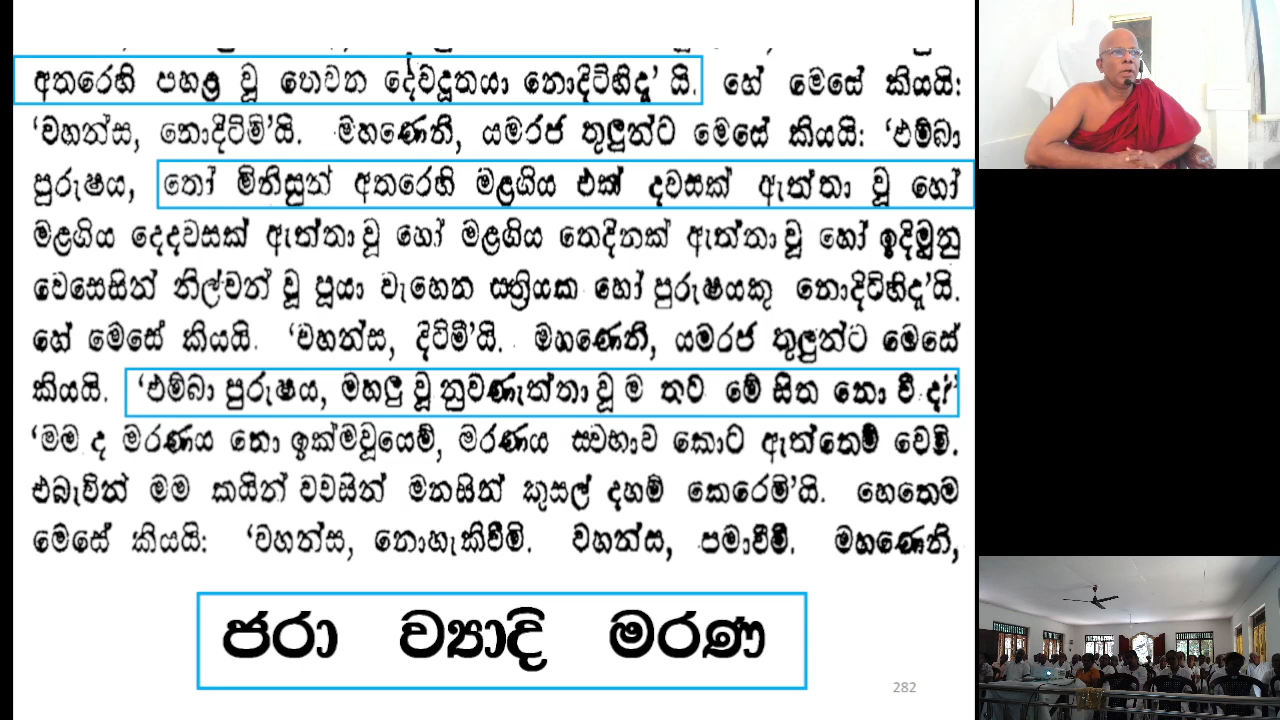 අතරෙහි පහළ වූ තෙවන දේවදූතයා නොදිටිහිදැ’ යි. හේ මෙසේ කියයි:
‘වහන්ස, නොදිටිමි’යි. මහණෙනි, යමරජ තුලුන්ට මෙසේ කියයි: ‘එම්බා
පුරුෂය, තෝ මිනිසුන් අතරෙහි මළගිය එක් දවසක් ඇත්තා වූ හෝ
මළගිය දෙදවසක් ඇත්තා වූ හෝ මළගිය තෙදිනක් ඇත්තා වූ හෝ ඉදිමුනු
වෙසෙසින් නිල්වන් වූ පූයා වැහෙන ස්ත්‍රියක හෝ පුරුෂයකු නොදිටිහිදැ’යි.
හේ මෙසේ කියයි. ‘වහන්ස, දිටිමි’යි. මහණෙනි, යමරජ තුලුන්ට මෙසේ
කියයි. ‘එම්බා පුරුෂය, මහලු වූ නුවණැත්තා වූ ම තට මේ සිත නො වී ද?’
‘මම ද මරණය නො ඉක්මවූයෙම්, මරණය ස්වභාව කොට ඇත්තෙම් වෙමි.
එබැවින් මම කයින් වචසින් මනසින් කුසල් දහම් කෙරෙමි’යි. හෙතෙම
මෙසේ කියයි: ‘වහන්ස, නොහැකිවීමි. වහන්ස, පමාවීමි. මහණෙනි,
ජරා ව්‍යාදි මරණ
282